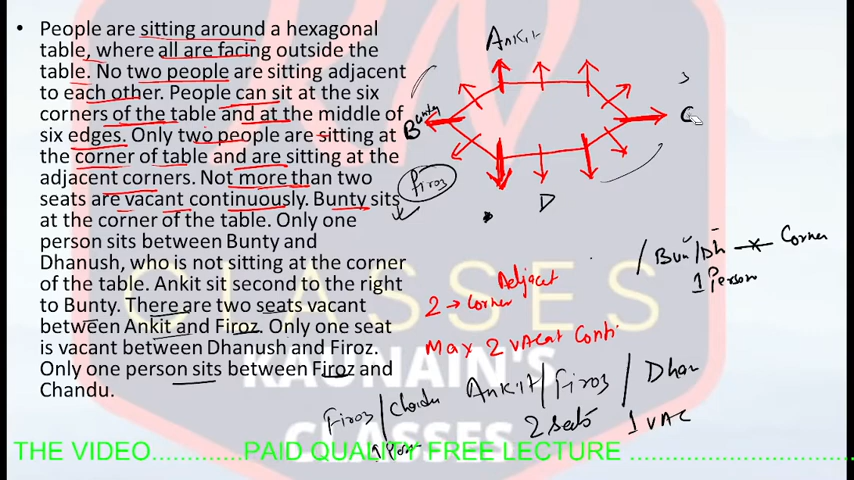 • People are sitting around a hexagonal
table, where all are facing outside the
table. No two people are sitting adjacent
to each other. People can sit at the six
corners of the table and at the middle of
six edges. Only two people are sitting at
the corner of table and are sitting at the
adjacent corners. Not more than two
seats are vacant continuously. Bunty sits
at the corner of the table. Only one
person sits between Bunty and
Dhanush, who is not sitting at the corner
of the table. Ankit sit second to the right
to Bunty. There are two seats vacant
between Ankit and Firoz. Only one seat
is vacant between Dhanush and Firoz.
Only one person sits between Firoz and
Chandu.
Ankit
Bunty
C
Firoz
D
Bun/Dh Corner
1 Person
Adjacent
2 → Corner
Max 2 vacat Conti
Ankit/Firoz/Dhan
2 seats 1 VAC
Firoz/Chandu
CLASSES
KAUNAIN'S
CLASSES
THE VIDEO.............PAID QUALITY FREE LECTURE